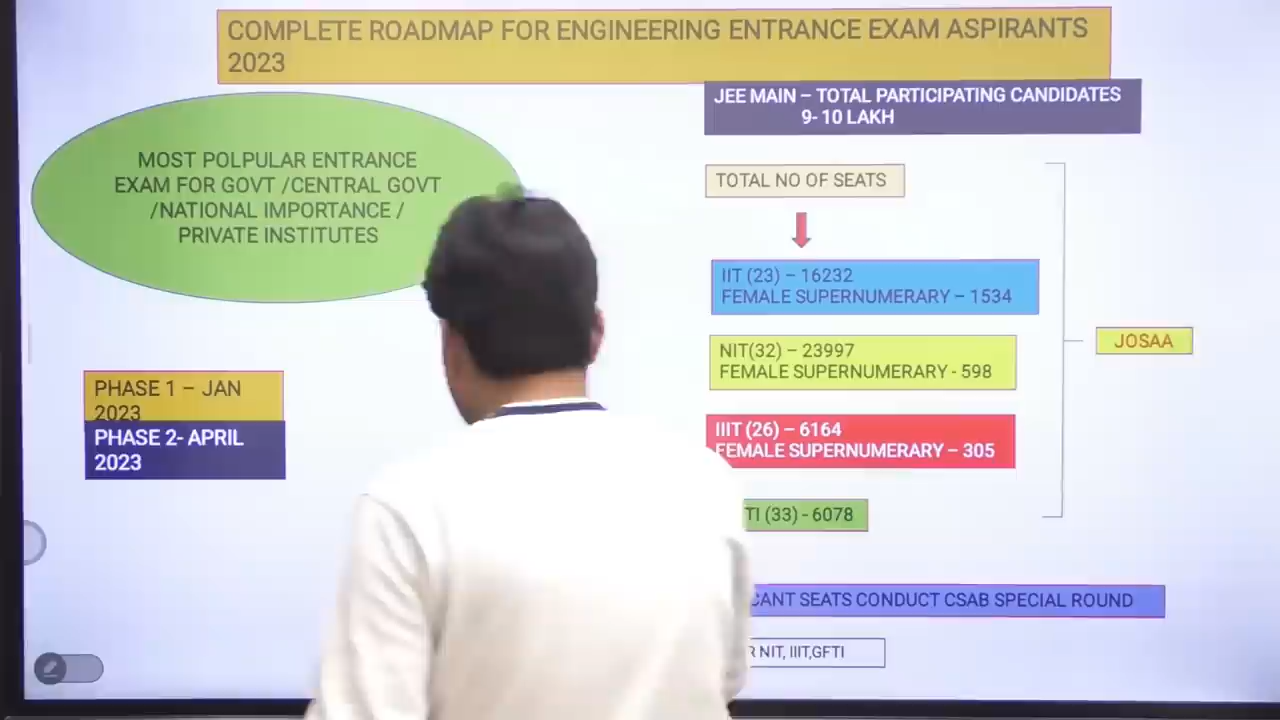 COMPLETE ROADMAP FOR ENGINEERING ENTRANCE EXAM ASPIRANTS
2023
JEE MAIN – TOTAL PARTICIPATING CANDIDATES
9- 10 LAKH
MOST POLPULAR ENTRANCE
EXAM FOR GOVT /CENTRAL GOVT
/NATIONAL IMPORTANCE /
PRIVATE INSTITUTES
PHASE 1 – JAN
2023
PHASE 2- APRIL
2023
TOTAL NO OF SEATS
IIT (23) – 16232
FEMALE SUPERNUMERARY – 1534
NIT(32) – 23997
FEMALE SUPERNUMERARY - 598
IIIT (26) – 6164
FEMALE SUPERNUMERARY – 305
(33) - 6078
JOSAA
SEATS CONDUCT CSAB SPECIAL ROUND
NIT, IIIT,GFTI